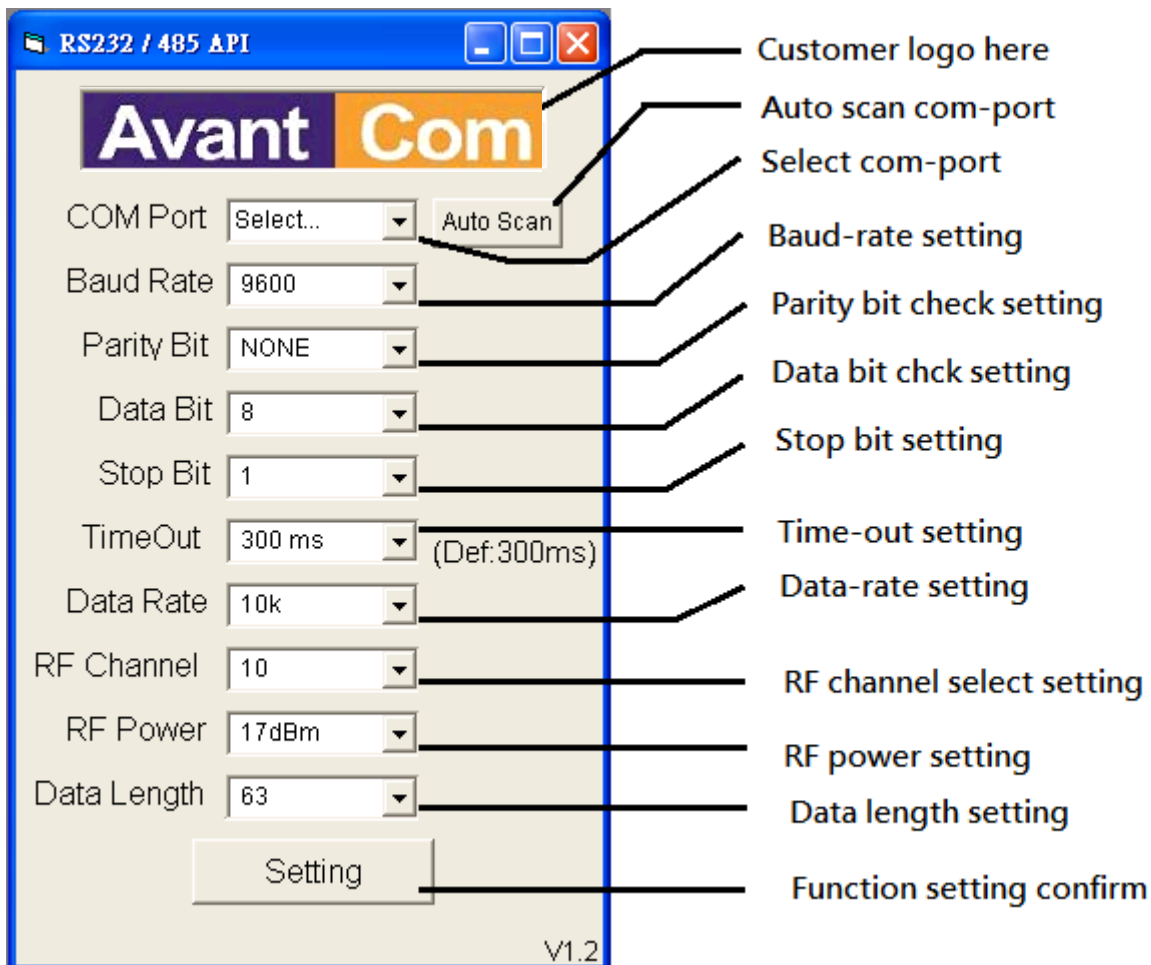 RS232 / 485 API
Customer logo here
Avant Com
Auto scan com-port
Select com-port
COM Port Select... Auto Scan
Baud-rate setting
Baud Rate 9600
Parity bit check setting
Parity Bit NONE
Data bit chck setting
Data Bit 8
Stop bit setting
Stop Bit 1
TimeOut 300 ms (Def:300ms)
Time-out setting
Data Rate 10k
Data-rate setting
RF Channel 10
RF channel select setting
RF Power 17dBm
RF power setting
Data Length 63
Data length setting
Setting
Function setting confirm
V1.2